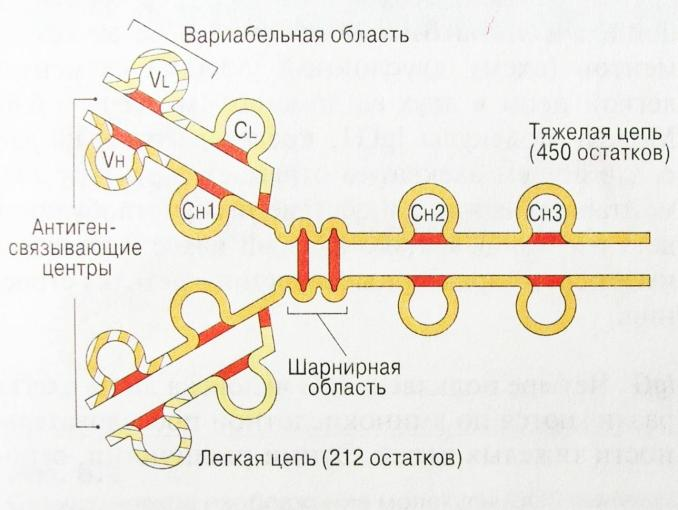 Вариабельная область
VL
CL
Тяжелая цепь
(450 остатков)
VH
CH1
CH2
CH3
Антиген-
связывающие
центры
Шарнирная
область
Легкая цепь (212 остатков)